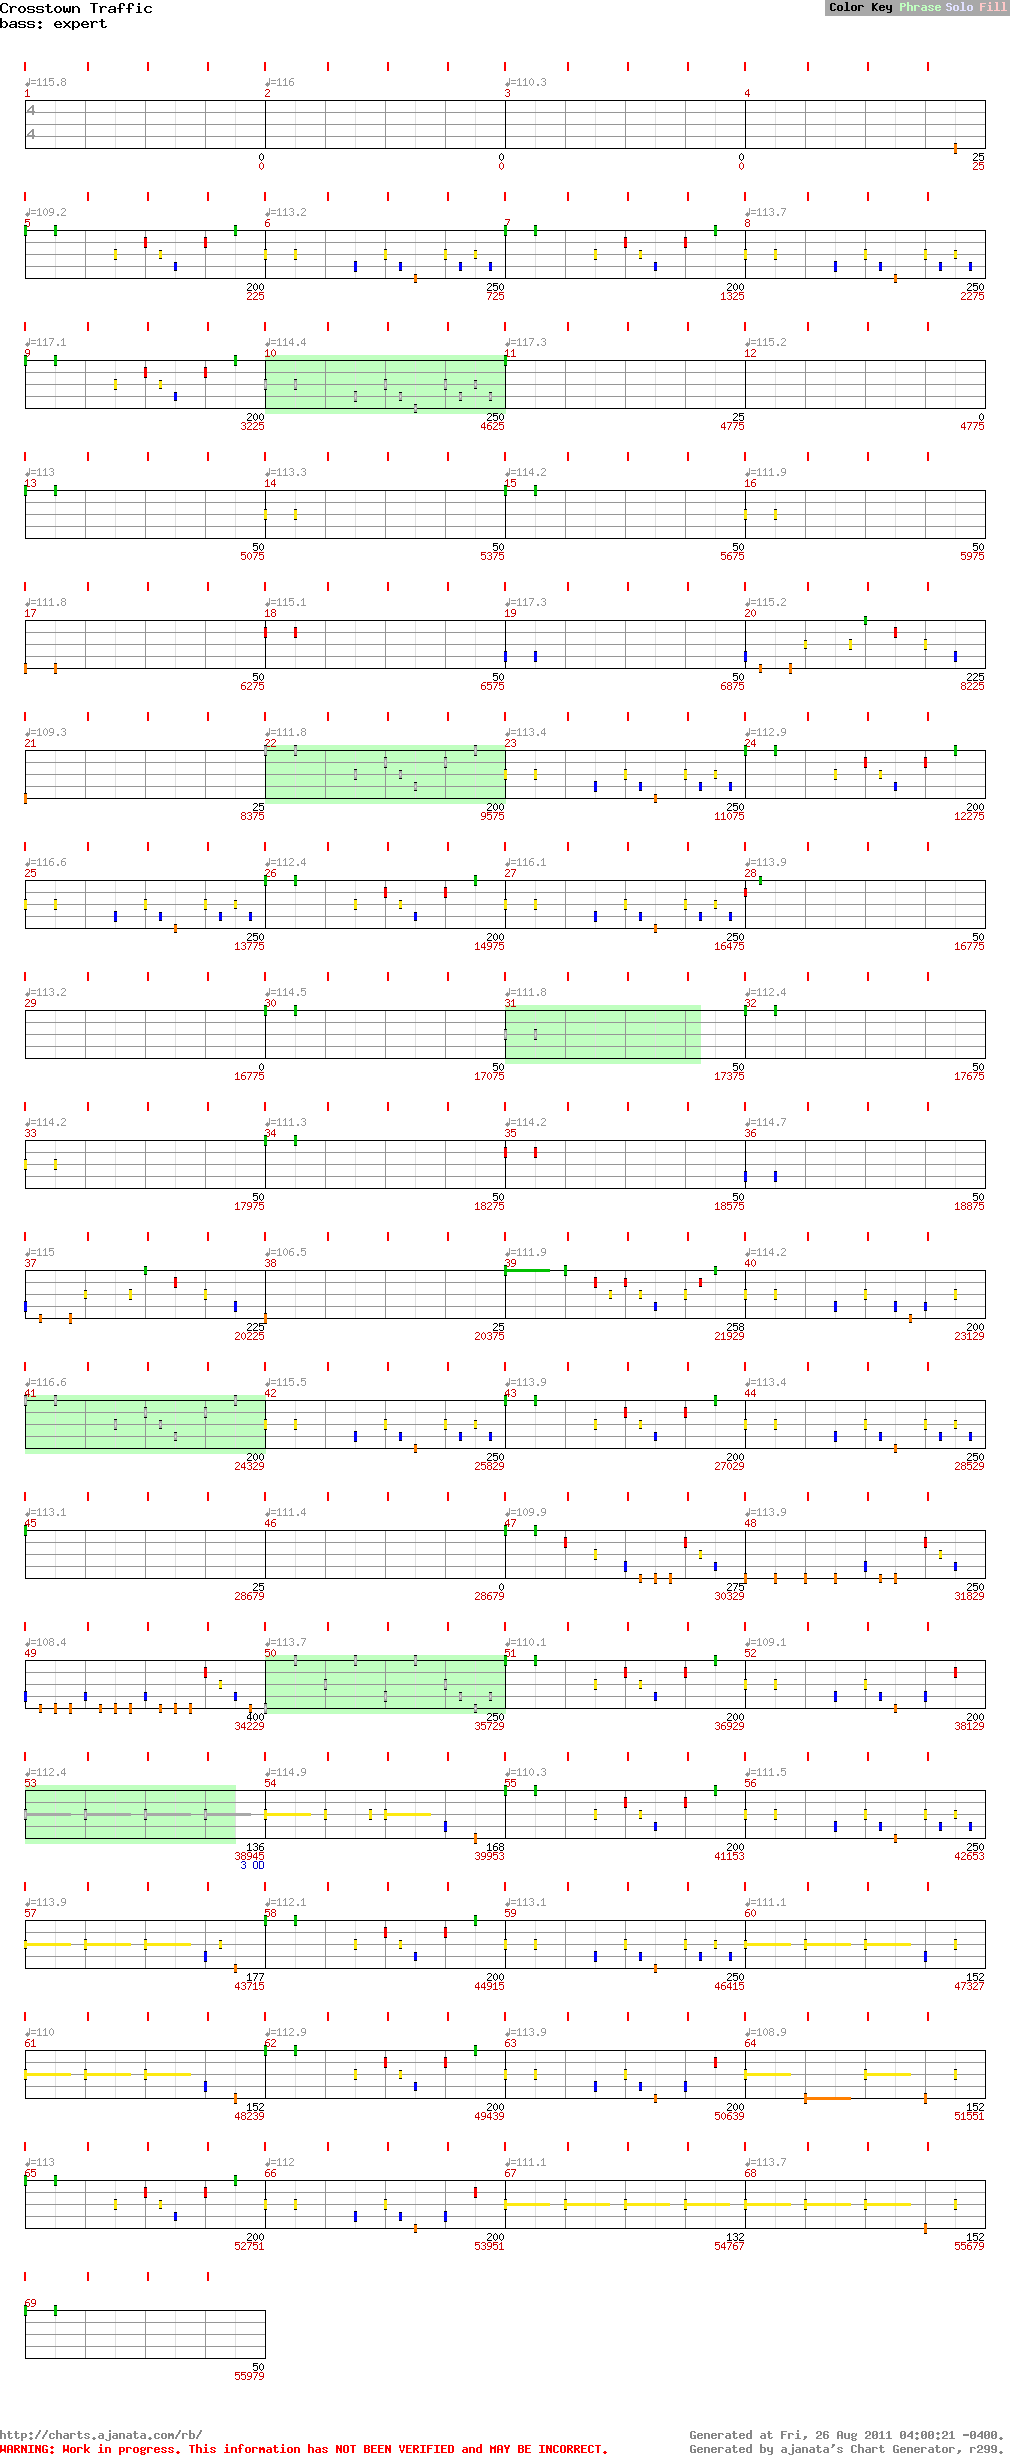 Crosstown Traffic
bass: expert
Color Key Phrase Solo Fill
♩=115.8 ♩=116 ♩=110.3
1 2 3 4
4
4
0 0 0 25
0 0 0 25
♩=109.2 ♩=113.2 ♩=113.7
5 6 7 8
200 250 200 250
225 725 1325 2275
♩=117.1 ♩=114.4 ♩=117.3 ♩=115.2
9 10 11 12
200 250 25 0
3225 4625 4775 4775
♩=113 ♩=113.3 ♩=114.2 ♩=111.9
13 14 15 16
50 50 50 50
5075 5375 5675 5975
♩=111.8 ♩=115.1 ♩=117.3 ♩=115.2
17 18 19 20
50 50 50 225
6275 6575 6875 8225
♩=109.3 ♩=111.8 ♩=113.4 ♩=112.9
21 22 23 24
25 200 250 200
8375 9575 11075 12275
♩=116.6 ♩=112.4 ♩=116.1 ♩=113.9
25 26 27 28
250 200 250 50
13775 14975 16475 16775
♩=113.2 ♩=114.5 ♩=111.8 ♩=112.4
29 30 31 32
0 50 50 50
16775 17075 17375 17675
♩=114.2 ♩=111.3 ♩=114.2 ♩=114.7
33 34 35 36
50 50 50 50
17975 18275 18575 18875
♩=115 ♩=106.5 ♩=111.9 ♩=114.2
37 38 39 40
225 25 258 200
20225 20375 21929 23129
♩=116.6 ♩=115.5 ♩=113.9 ♩=113.4
41 42 43 44
200 250 200 250
24329 25829 27029 28529
♩=113.1 ♩=111.4 ♩=109.9 ♩=113.9
45 46 47 48
25 0 275 250
28679 28679 30329 31829
♩=108.4 ♩=113.7 ♩=110.1 ♩=109.1
49 50 51 52
400 250 200 200
34229 35729 36929 38129
♩=112.4 ♩=114.9 ♩=110.3 ♩=111.5
53 54 55 56
136 168 200 250
38945 39953 41153 42653
3 OD
♩=113.9 ♩=112.1 ♩=113.1 ♩=111.1
57 58 59 60
177 200 250 152
43715 44915 46415 47327
♩=110 ♩=112.9 ♩=113.9 ♩=108.9
61 62 63 64
152 200 200 152
48239 49439 50639 51551
♩=113 ♩=112 ♩=111.1 ♩=113.7
65 66 67 68
200 200 132 152
52751 53951 54767 55679
69
50
55979
http://charts.ajanata.com/rb/ Generated at Fri, 26 Aug 2011 04:00:21 -0400.
WARNING: Work in progress. This information has NOT BEEN VERIFIED and MAY BE INCORRECT. Generated by ajanata's Chart Generator, r299.